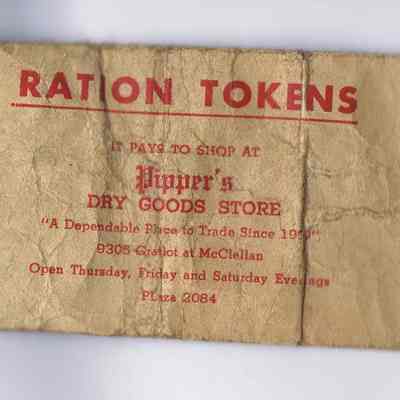 RATION TOKENS
IT PAYS TO SHOP AT
Pipper's
DRY GOODS STORE
"A Dependable Place to Trade Since
9305 Gratiot at McClellan
Open Thursday, Friday and Saturday Evenings
PLaza 2084